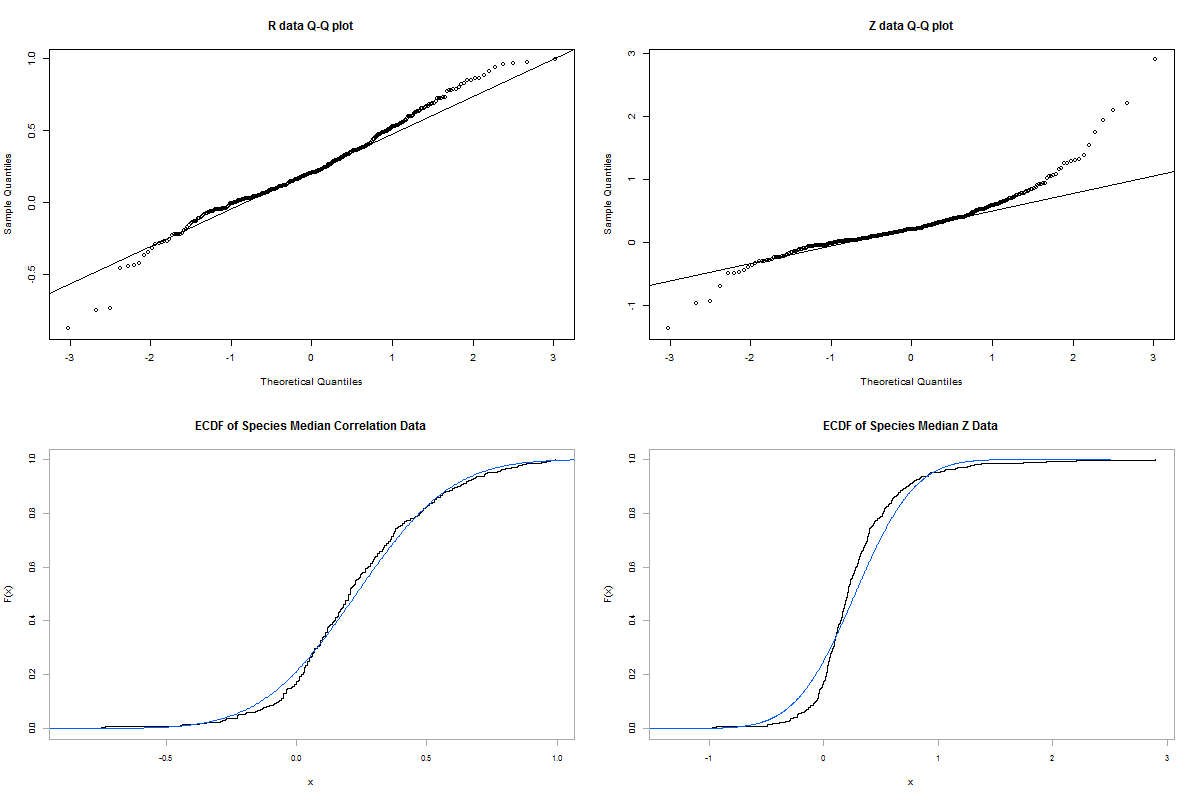 R data Q-Q plot
Sample Quantiles
1.0
0.5
0.0
-0.5
-3 -2 -1 0 1 2 3
Theoretical Quantiles
Z data Q-Q plot
Sample Quantiles
3
2
1
0
-1
-3 -2 -1 0 1 2 3
Theoretical Quantiles
ECDF of Species Median Correlation Data
F(x)
1.0
0.8
0.6
0.4
0.2
0.0
-0.5 0.0 0.5 1.0
x
ECDF of Species Median Z Data
F(x)
1.0
0.8
0.6
0.4
0.2
0.0
-1 0 1 2 3
x